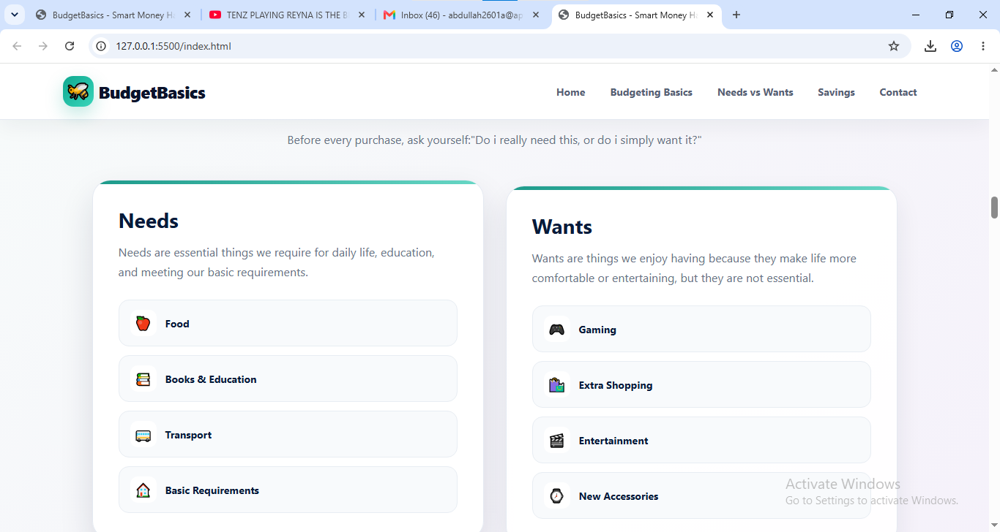 BudgetBasics - Smart Money H
TENZ PLAYING REYNA IS THE B
Inbox (46) - abdullah2601a@ap
BudgetBasics - Smart Money H
127.0.0.1:5500/index.html
BudgetBasics
Home
Budgeting Basics
Needs vs Wants
Savings
Contact
Before every purchase, ask yourself:"Do i really need this, or do i simply want it?"
Needs
Needs are essential things we require for daily life, education,
and meeting our basic requirements.
Food
Books & Education
Transport
Basic Requirements
Wants
Wants are things we enjoy having because they make life more
comfortable or entertaining, but they are not essential.
Gaming
Extra Shopping
Entertainment
New Accessories
Activate Windows
Go to Settings to activate Windows.